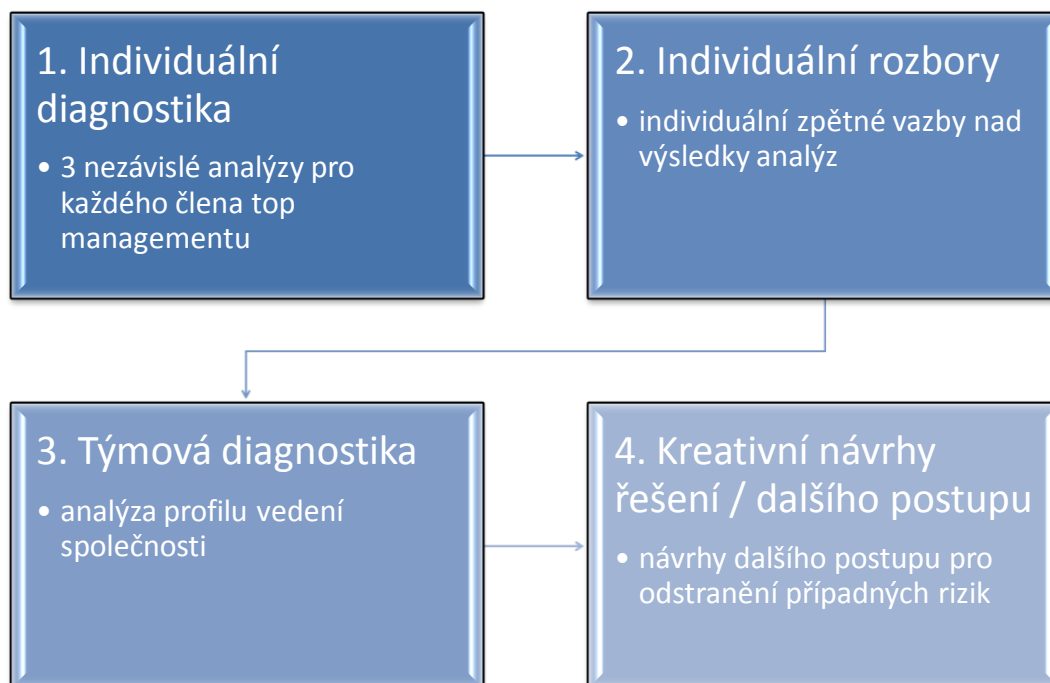 1. Individuální
diagnostika
• 3 nezávislé analýzy pro
každého člena top
managementu
2. Individuální rozbory
• individuální zpětné vazby nad
výsledky analýz
3. Týmová diagnostika
• analýza profilu vedení
společnosti
4. Kreativní návrhy
řešení / dalšího postupu
• návrhy dalšího postupu pro
odstranění případných rizik